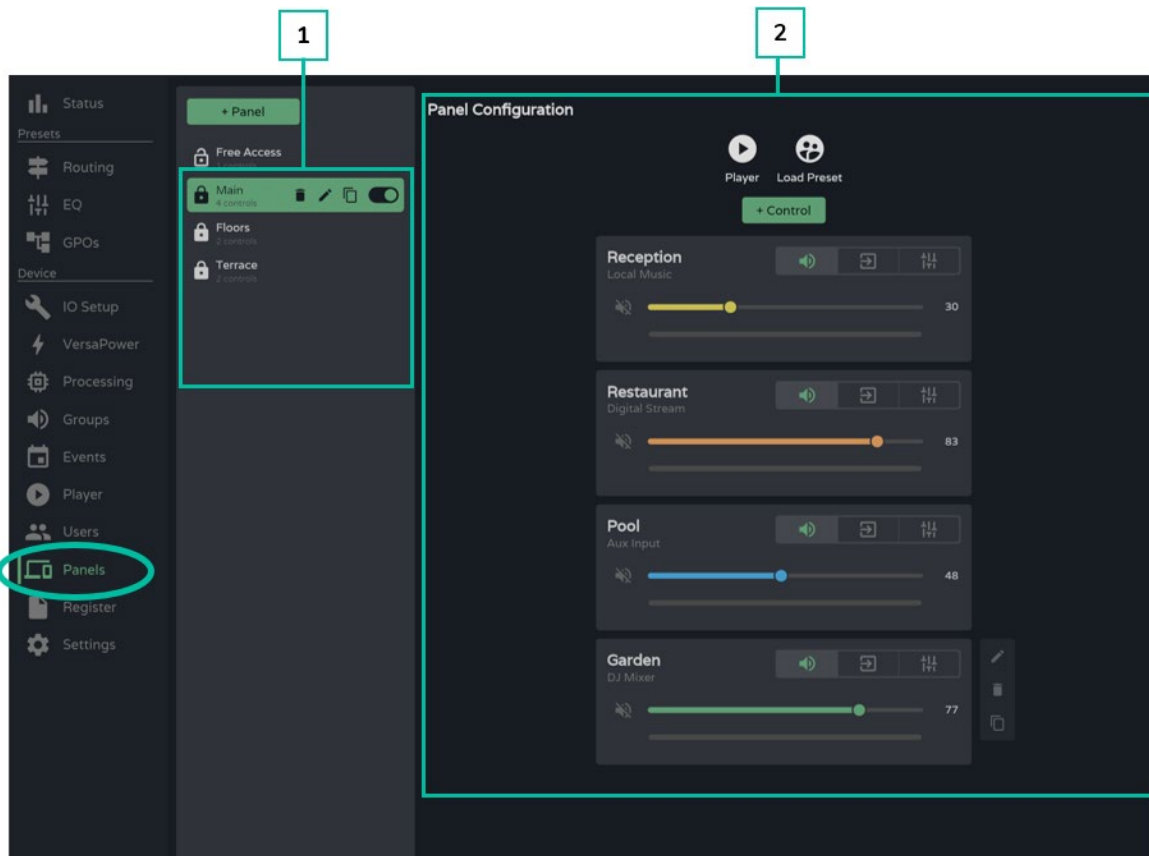 1
2
Status
Presets
Routing
EQ
GPOs
Device
IO Setup
VersaPower
Processing
Groups
Events
Player
Users
Panels
Register
Settings
+ Panel
Free Access
Main
4 controls
Floors
2 controls
Terrace
2 controls
Panel Configuration
Player
Load Preset
+ Control
Reception
Local Music
30
Restaurant
Digital Stream
83
Pool
Aux Input
48
Garden
DJ Mixer
77